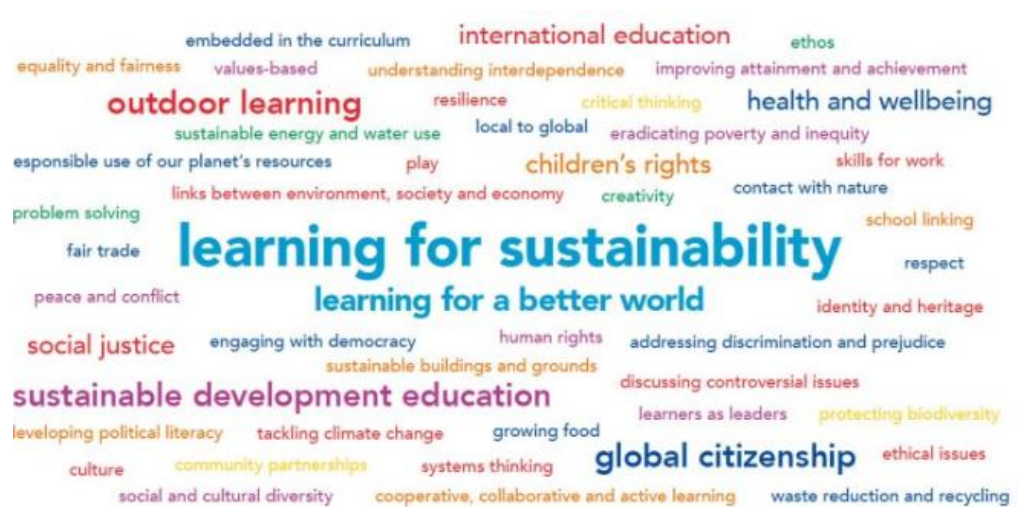 embedded in the curriculum international education ethos
equality and fairness values-based understanding interdependence improving attainment and achievement
outdoor learning resilience critical thinking health and wellbeing
sustainable energy and water use local to global eradicating poverty and inequity
esponsible use of our planet's resources play children's rights skills for work
links between environment, society and economy creativity contact with nature
problem solving school linking
fair trade learning for sustainability respect
peace and conflict learning for a better world identity and heritage
social justice engaging with democracy human rights addressing discrimination and prejudice
sustainable buildings and grounds
sustainable development education discussing controversial issues
learners as leaders protecting biodiversity
developing political literacy tackling climate change growing food
culture community partnerships systems thinking global citizenship ethical issues
social and cultural diversity cooperative, collaborative and active learning waste reduction and recycling